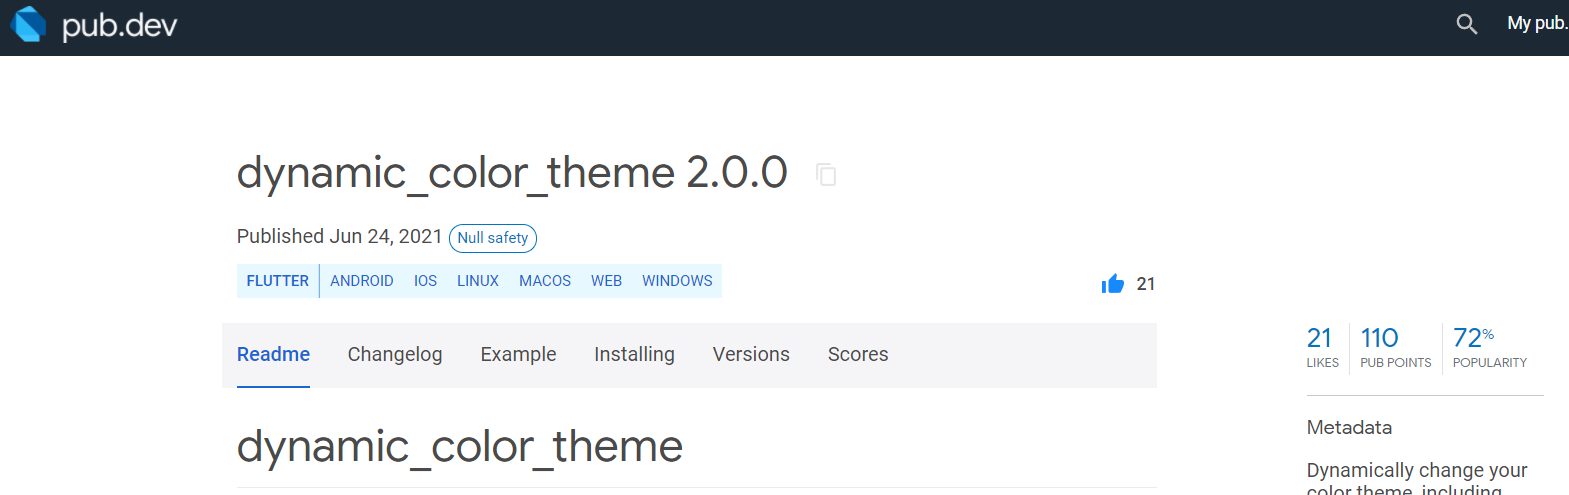 pub.dev
My pub.
dynamic_color_theme 2.0.0
Published Jun 24, 2021 Null safety
FLUTTER ANDROID IOS LINUX MACOS WEB WINDOWS
21
Readme Changelog Example Installing Versions Scores
dynamic_color_theme
21 110 72%
LIKES PUB POINTS POPULARITY
Metadata
Dynamically change your
color theme, including